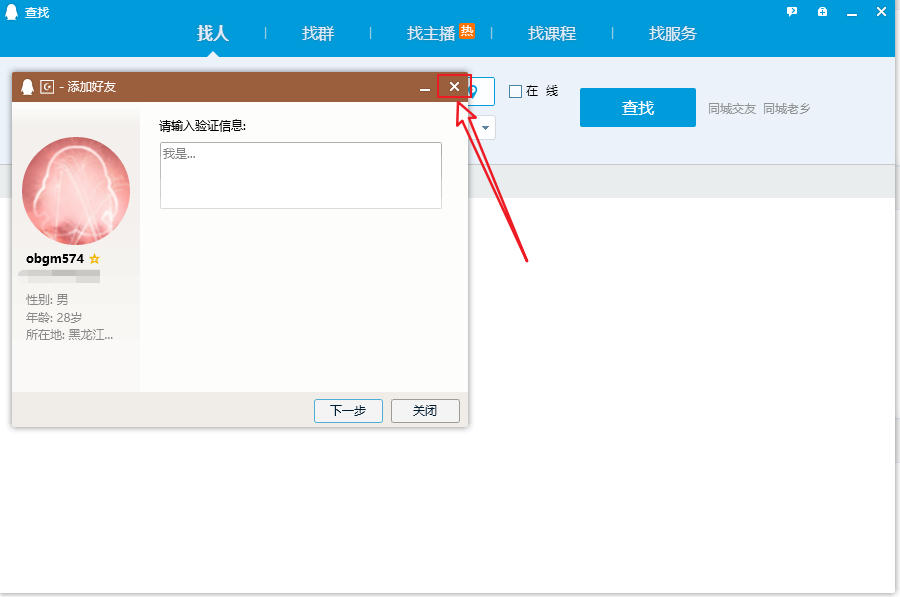 查找
找人
找群
找主播 热
找课程
找服务
- 添加好友
在 线
查找
同城交友 同城老乡
请输入验证信息:
我是...
obgm574
性别: 男
年龄: 28岁
所在地: 黑龙江...
下一步
关闭